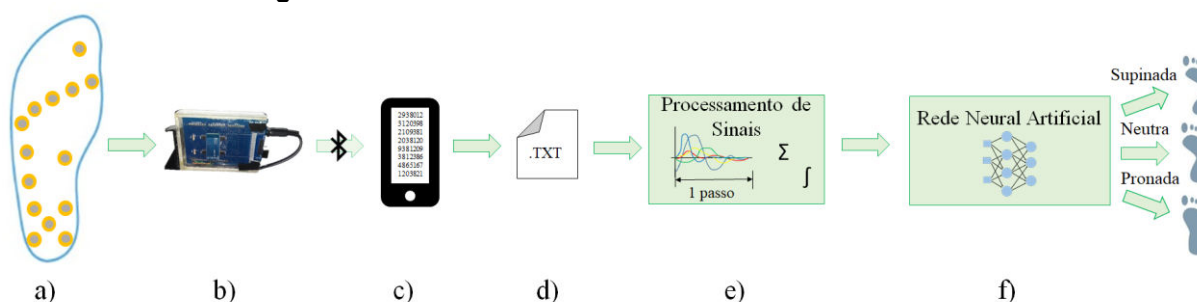 2938012
3120398
2109381
2038120
9381209
3812386
4865167
1203821
.TXT
Processamento de
Sinais
Σ
∫
1 passo
Rede Neural Artificial
Supinada
Neutra
Pronada
a)
b)
c)
d)
e)
f)